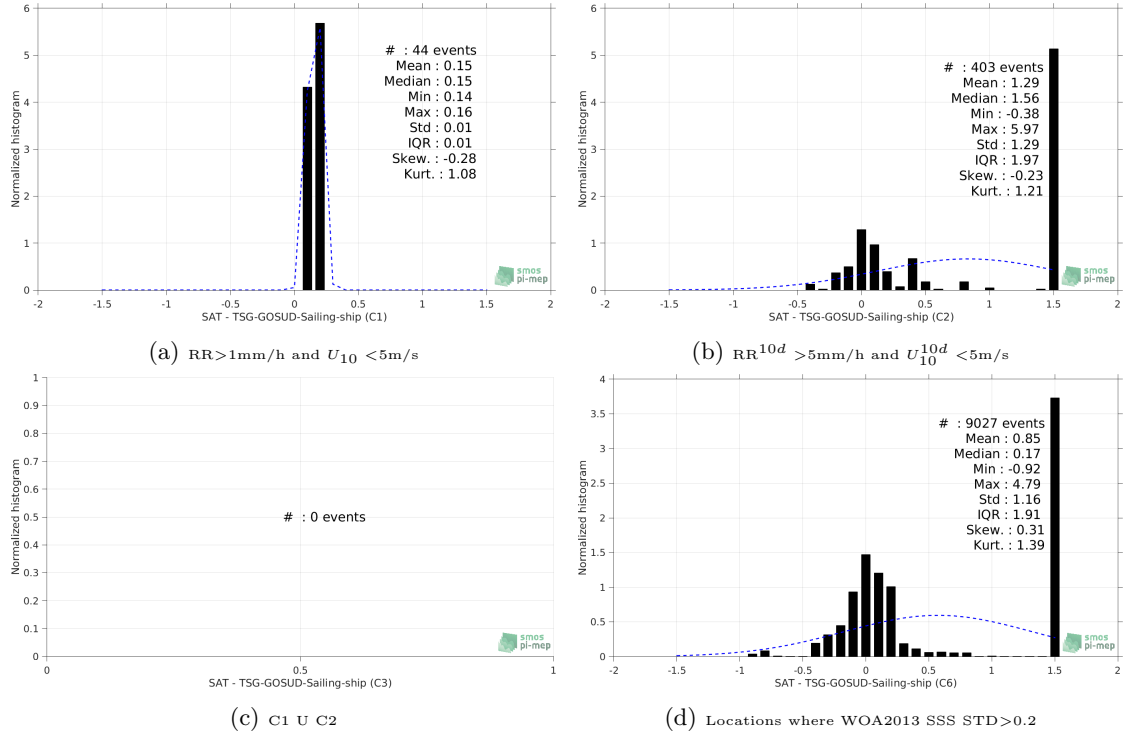 6
5
4
3
2
1
0
Normalized histogram
# : 44 events
Mean : 0.15
Median : 0.15
Min : 0.14
Max : 0.16
Std : 0.01
IQR : 0.01
Skew. : -0.28
Kurt. : 1.08
smos
pi-mep
-2 -1.5 -1 -0.5 0 0.5 1 1.5 2
SAT - TSG-GOSUD-Sailing-ship (C1)
(a) RR>1mm/h and U10 <5m/s
6
5
4
3
2
1
0
Normalized histogram
# : 403 events
Mean : 1.29
Median : 1.56
Min : -0.38
Max : 5.97
Std : 1.29
IQR : 1.97
Skew. : -0.23
Kurt. : 1.21
smos
pi-mep
-2 -1.5 -1 -0.5 0 0.5 1 1.5 2
SAT - TSG-GOSUD-Sailing-ship (C2)
(b) RR^10d >5mm/h and U10^10d <5m/s
1
0.9
0.8
0.7
0.6
0.5
0.4
0.3
0.2
0.1
0
Normalized histogram
# : 0 events
smos
pi-mep
0 0.5 1
SAT - TSG-GOSUD-Sailing-ship (C3)
(c) C1 U C2
4
3.5
3
2.5
2
1.5
1
0.5
0
Normalized histogram
# : 9027 events
Mean : 0.85
Median : 0.17
Min : -0.92
Max : 4.79
Std : 1.16
IQR : 1.91
Skew. : 0.31
Kurt. : 1.39
smos
pi-mep
-2 -1.5 -1 -0.5 0 0.5 1 1.5 2
SAT - TSG-GOSUD-Sailing-ship (C6)
(d) Locations where WOA2013 SSS STD>0.2